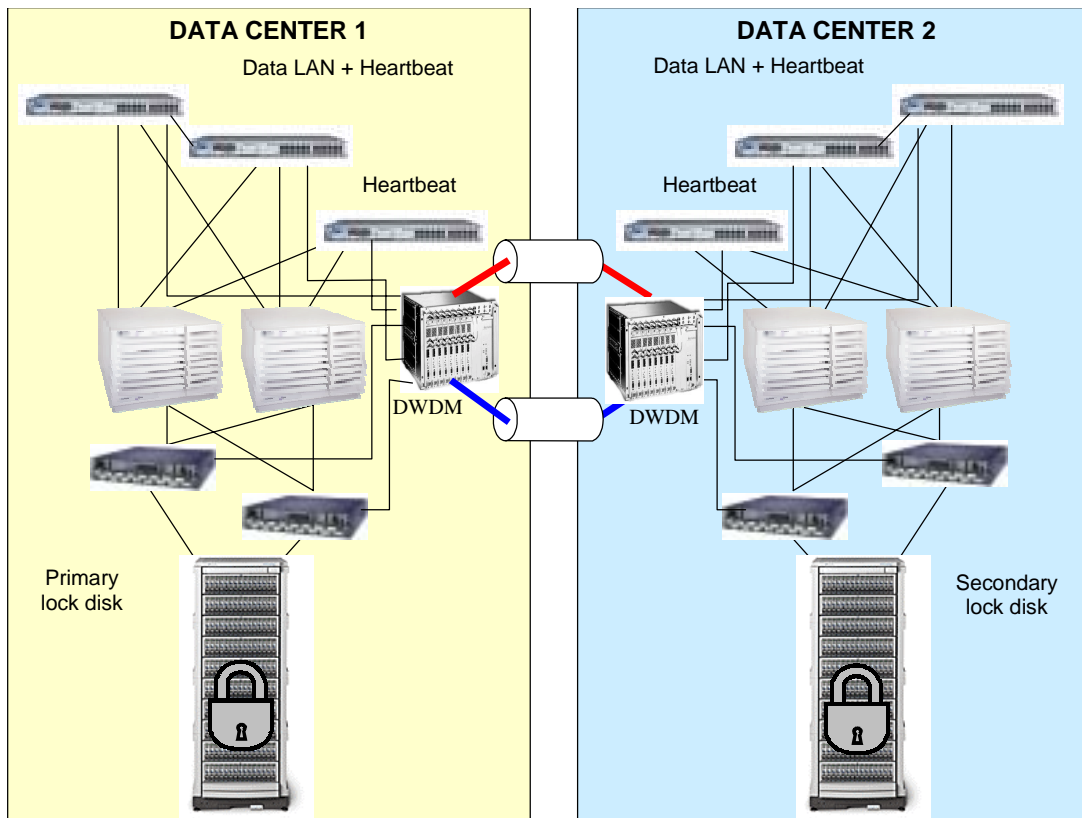 DATA CENTER 1
Data LAN + Heartbeat
Heartbeat
DWDM
Primary
lock disk
DATA CENTER 2
Data LAN + Heartbeat
Heartbeat
DWDM
Secondary
lock disk